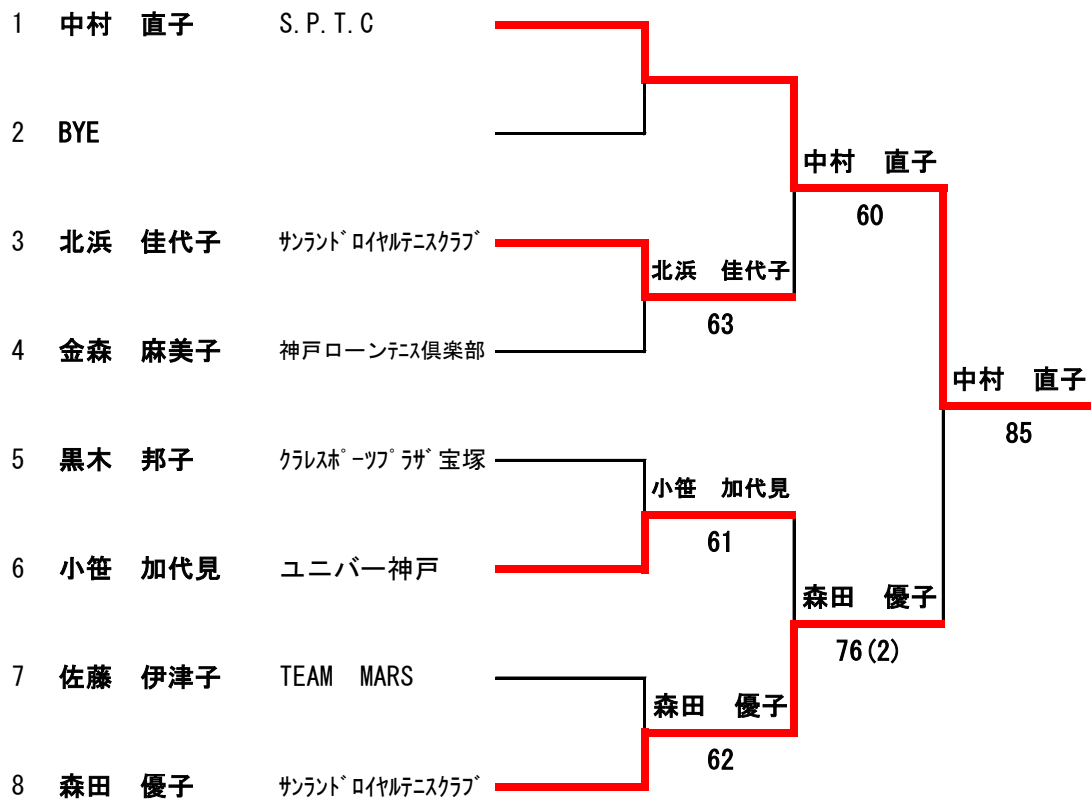 1 中村　直子 S.P.T.C
2 BYE
中村　直子
60
3 北浜　佳代子 ｻﾝﾗﾝﾄﾞﾛｲﾔﾙﾃﾆｽｸﾗﾌﾞ
北浜　佳代子
63
4 金森　麻美子 神戸ローンﾃﾆｽ倶楽部
中村　直子
85
5 黒木　邦子 ｸﾗﾚｽﾎﾟｰﾂﾌﾟﾗｻﾞ宝塚
小笹　加代見
61
6 小笹　加代見 ユニバー神戸
森田　優子
76(2)
7 佐藤　伊津子 TEAM　MARS
森田　優子
62
8 森田　優子 ｻﾝﾗﾝﾄﾞﾛｲﾔﾙﾃﾆｽｸﾗﾌﾞ